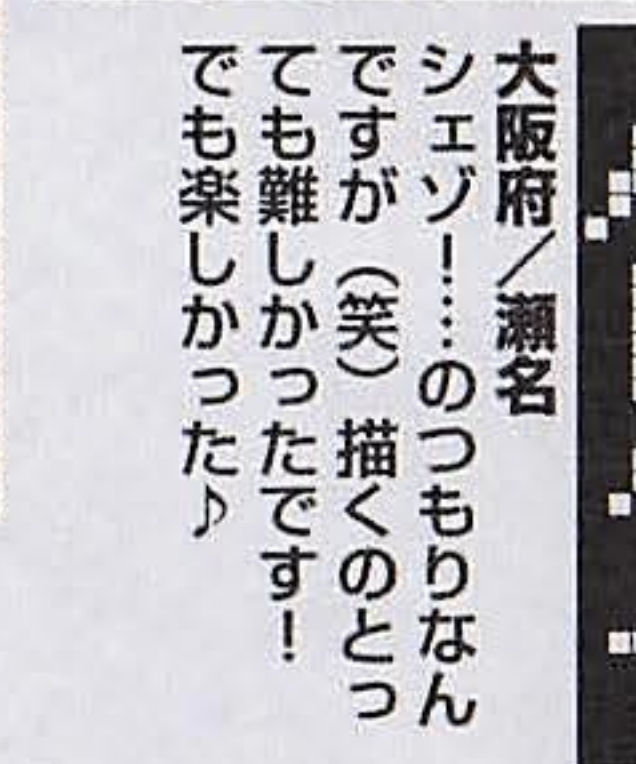 大阪府／瀬名
シェゾ！……のつもりなん
ですが（笑）描くのとっ
ても難しかったです！
でも楽しかった♪